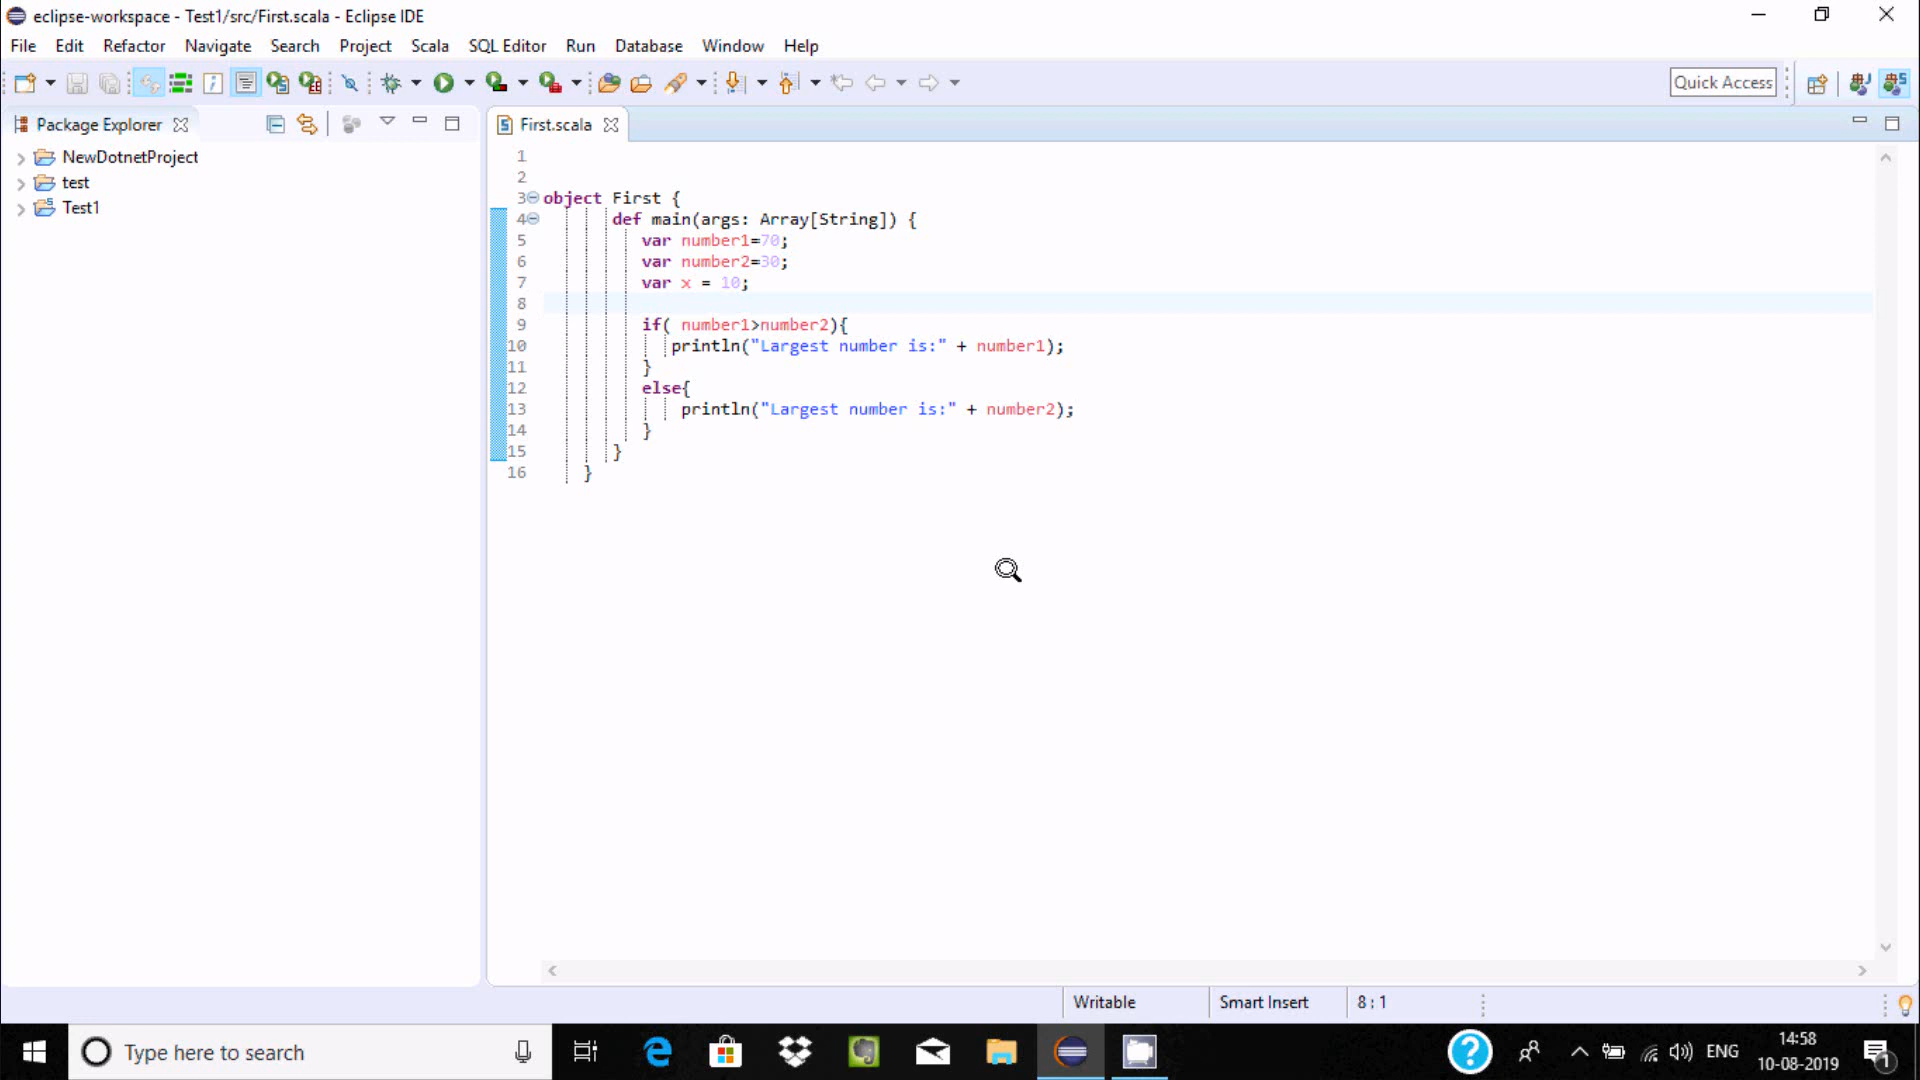 eclipse-workspace - Test1/src/First.scala - Eclipse IDE
File Edit Refactor Navigate Search Project Scala SQL Editor Run Database Window Help
Quick Access
Package Explorer
First.scala
NewDotnetProject
test
Test1
1
2
3 object First {
4 def main(args: Array[String]) {
5 var number1=70;
6 var number2=30;
7 var x = 10;
8
9 if( number1>number2){
10 println("Largest number is:" + number1);
11 }
12 else{
13 println("Largest number is:" + number2);
14 }
15 }
16 }
Writable Smart Insert 8 : 1
Type here to search
ENG
14:58
10-08-2019
1